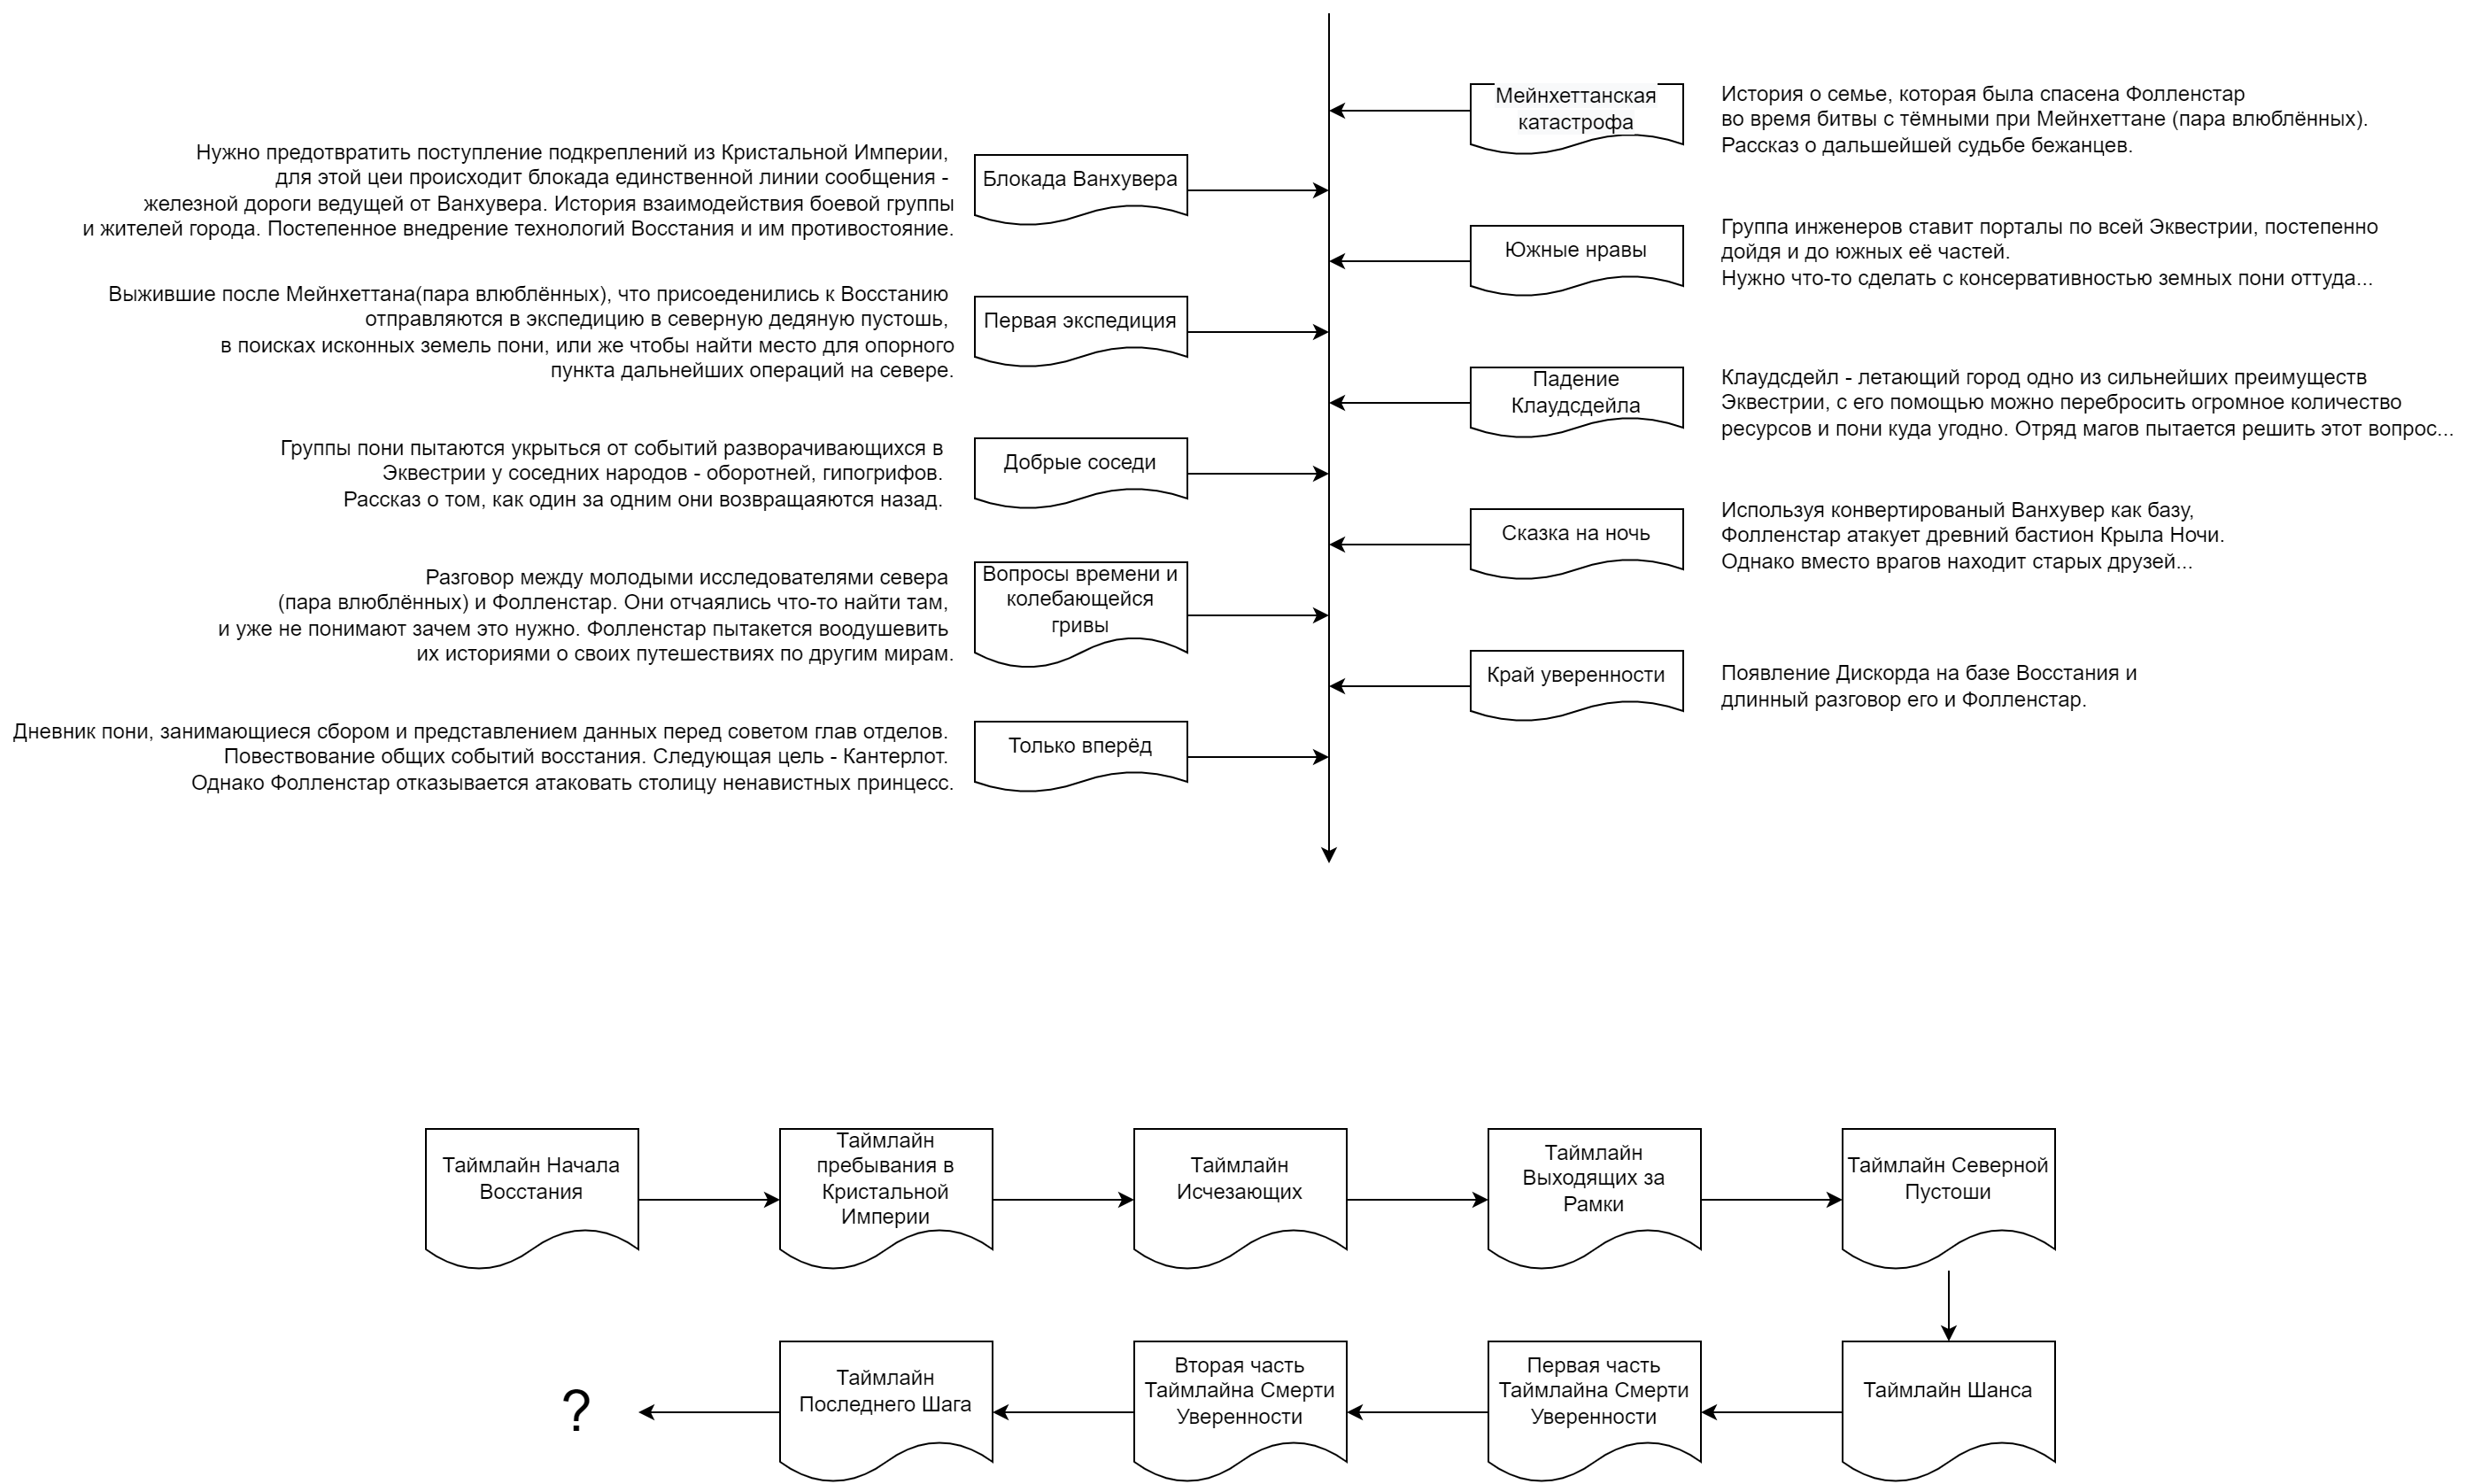 Мейнхеттанская
катастрофа
История о семье, которая была спасена Фолленстар
во время битвы с тёмными при Мейнхеттане (пара влюблённых).
Рассказ о дальшейшей судьбе бежанцев.
Нужно предотвратить поступление подкреплений из Кристальной Империи,
для этой цеи происходит блокада единственной линии сообщения -
железной дороги ведущей от Ванхувера. История взаимодействия боевой группы
и жителей города. Постепенное внедрение технологий Восстания и им противостояние.
Блокада Ванхувера
Южные нравы
Группа инженеров ставит порталы по всей Эквестрии, постепенно
дойдя и до южных её частей.
Нужно что-то сделать с консервативностью земных пони оттуда...
Выжившие после Мейнхеттана(пара влюблённых), что присоеденились к Восстанию
отправляются в экспедицию в северную дедяную пустошь,
в поисках исконных земель пони, или же чтобы найти место для опорного
пункта дальнейших операций на севере.
Первая экспедиция
Падение
Клаудсдейла
Клаудсдейл - летающий город одно из сильнейших преимуществ
Эквестрии, с его помощью можно перебросить огромное количество
ресурсов и пони куда угодно. Отряд магов пытается решить этот вопрос...
Группы пони пытаются укрыться от событий разворачивающихся в
Эквестрии у соседних народов - оборотней, гипогрифов.
Рассказ о том, как один за одним они возвращаяются назад.
Добрые соседи
Сказка на ночь
Используя конвертированый Ванхувер как базу,
Фолленстар атакует древний бастион Крыла Ночи.
Однако вместо врагов находит старых друзей...
Разговор между молодыми исследователями севера
(пара влюблённых) и Фолленстар. Они отчаялись что-то найти там,
и уже не понимают зачем это нужно. Фолленстар пытакется воодушевить
их историями о своих путешествиях по другим мирам.
Вопросы времени и
колебающейся
гривы
Край уверенности
Появление Дискорда на базе Восстания и
длинный разговор его и Фолленстар.
Дневник пони, занимающиеся сбором и представлением данных перед советом глав отделов.
Повествование общих событий восстания. Следующая цель - Кантерлот.
Однако Фолленстар отказывается атаковать столицу ненавистных принцесс.
Только вперёд
Таймлайн Начала
Восстания
Таймлайн
пребывания в
Кристальной
Империи
Таймлайн
Исчезающих
Таймлайн
Выходящих за
Рамки
Таймлайн Северной
Пустоши
?
Таймлайн
Последнего Шага
Вторая часть
Таймлайна Смерти
Уверенности
Первая часть
Таймлайна Смерти
Уверенности
Таймлайн Шанса